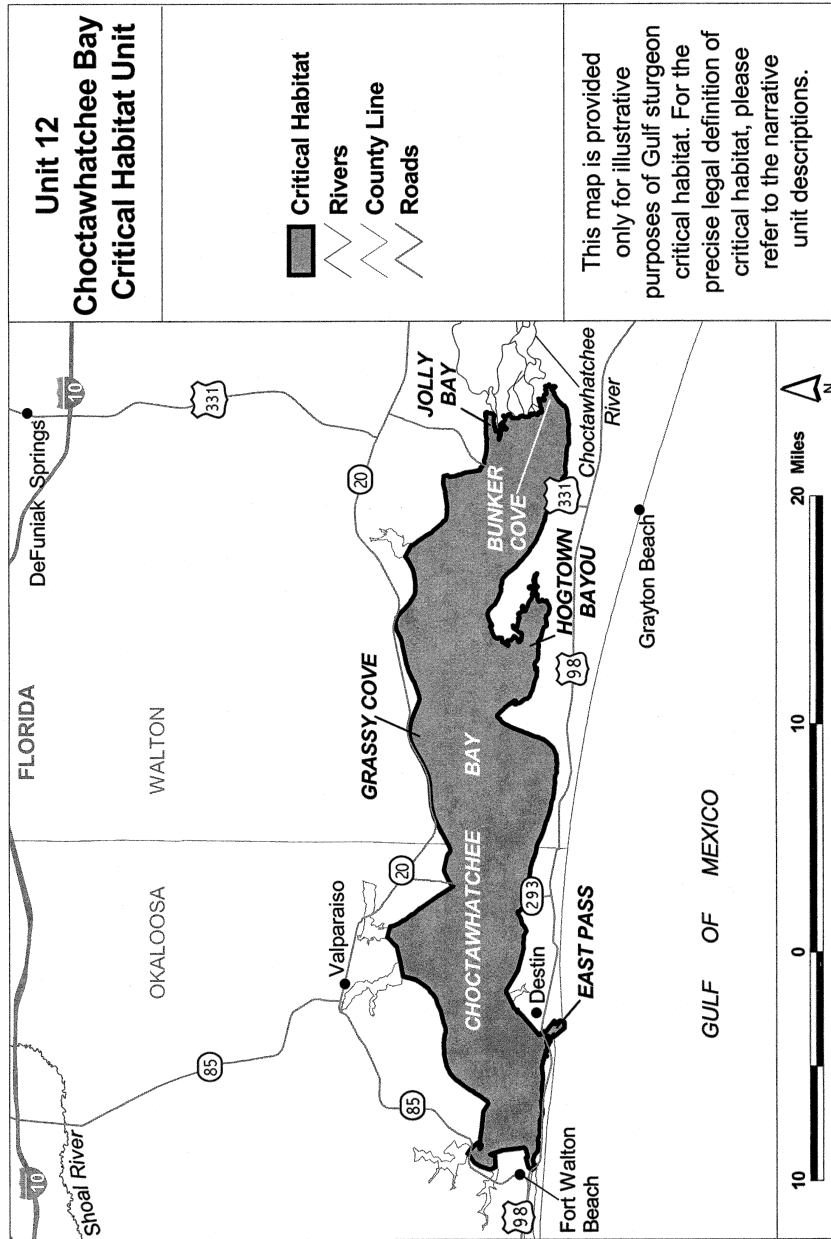 Unit 12
Choctawhatchee Bay
Critical Habitat Unit
Critical Habitat
Rivers
County Line
Roads
This map is provided
only for illustrative
purposes of Gulf sturgeon
critical habitat. For the
precise legal definition of
critical habitat, please
refer to the narrative
unit descriptions.
10
Shoal River
85
OKALOOSA
FLORIDA
WALTON
DeFuniak Springs
10
331
Valparaiso
20
85
GRASSY COVE
20
JOLLY
BAY
CHOCTAWHATCHEE
BAY
BUNKER
COVE
98
Fort Walton
Beach
Destin
EAST PASS
293
98
HOGTOWN
BAYOU
331
Choctawhatchee
River
Grayton Beach
GULF OF MEXICO
10
0
10
20 Miles
N